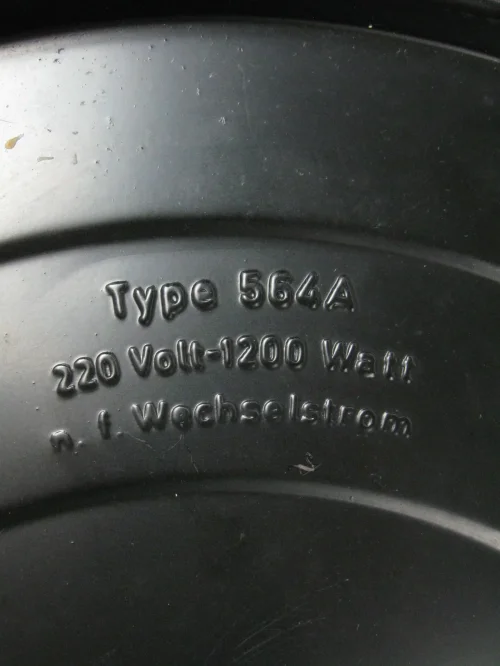 Type 564A
220 Volt-1200 Watt
n. f. Wechselstrom